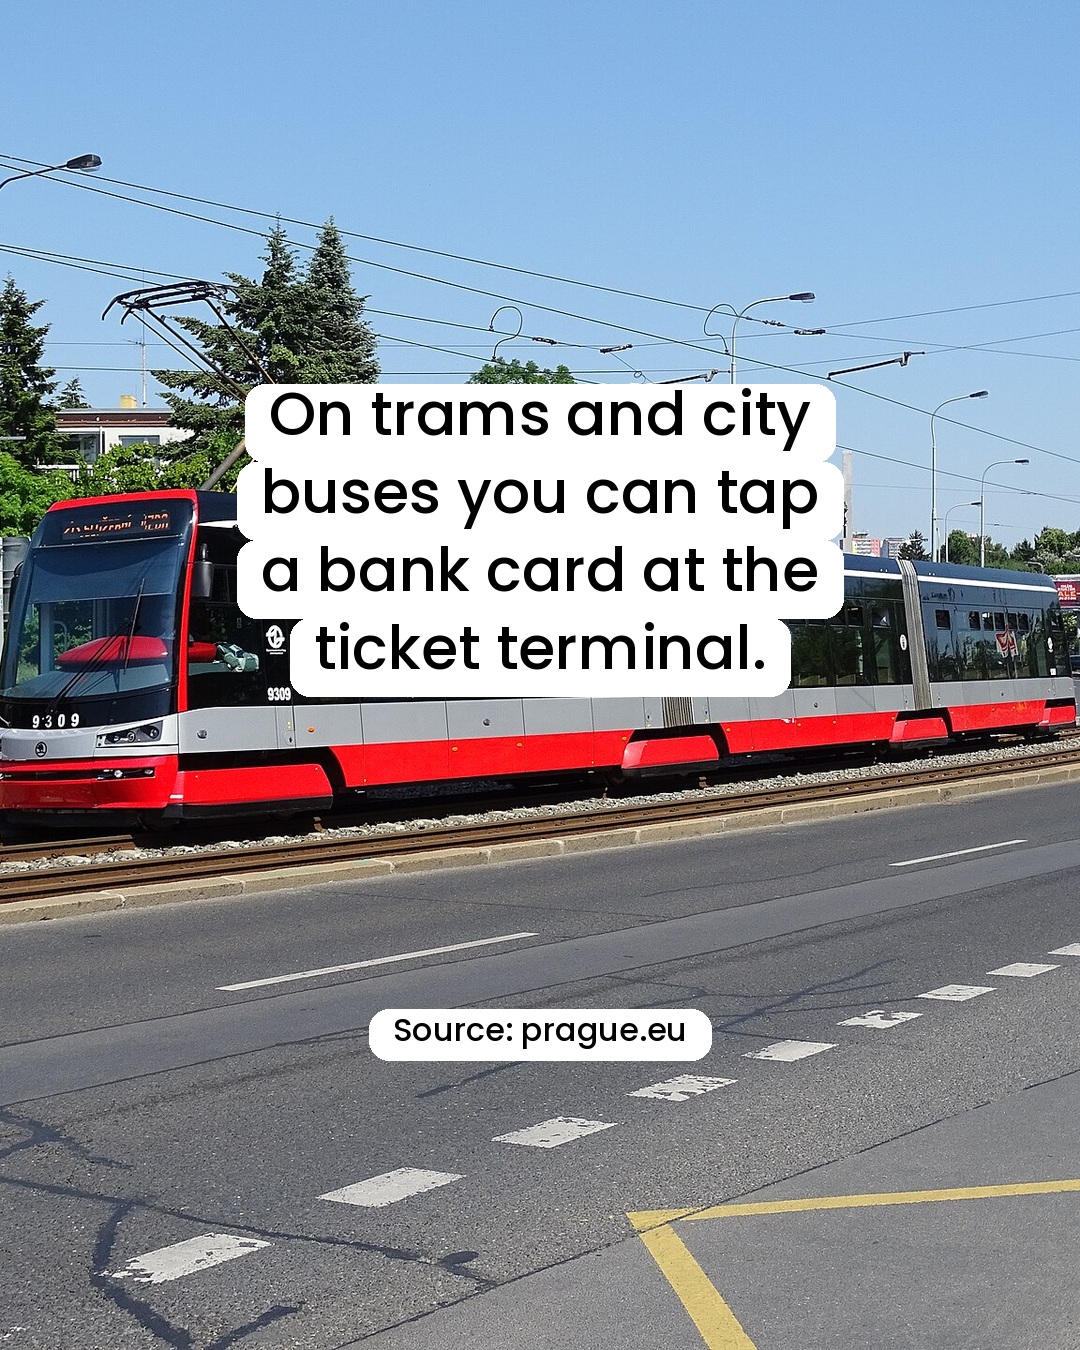 On trams and city
buses you can tap
a bank card at the
ticket terminal.
9309
9309
Source: prague.eu